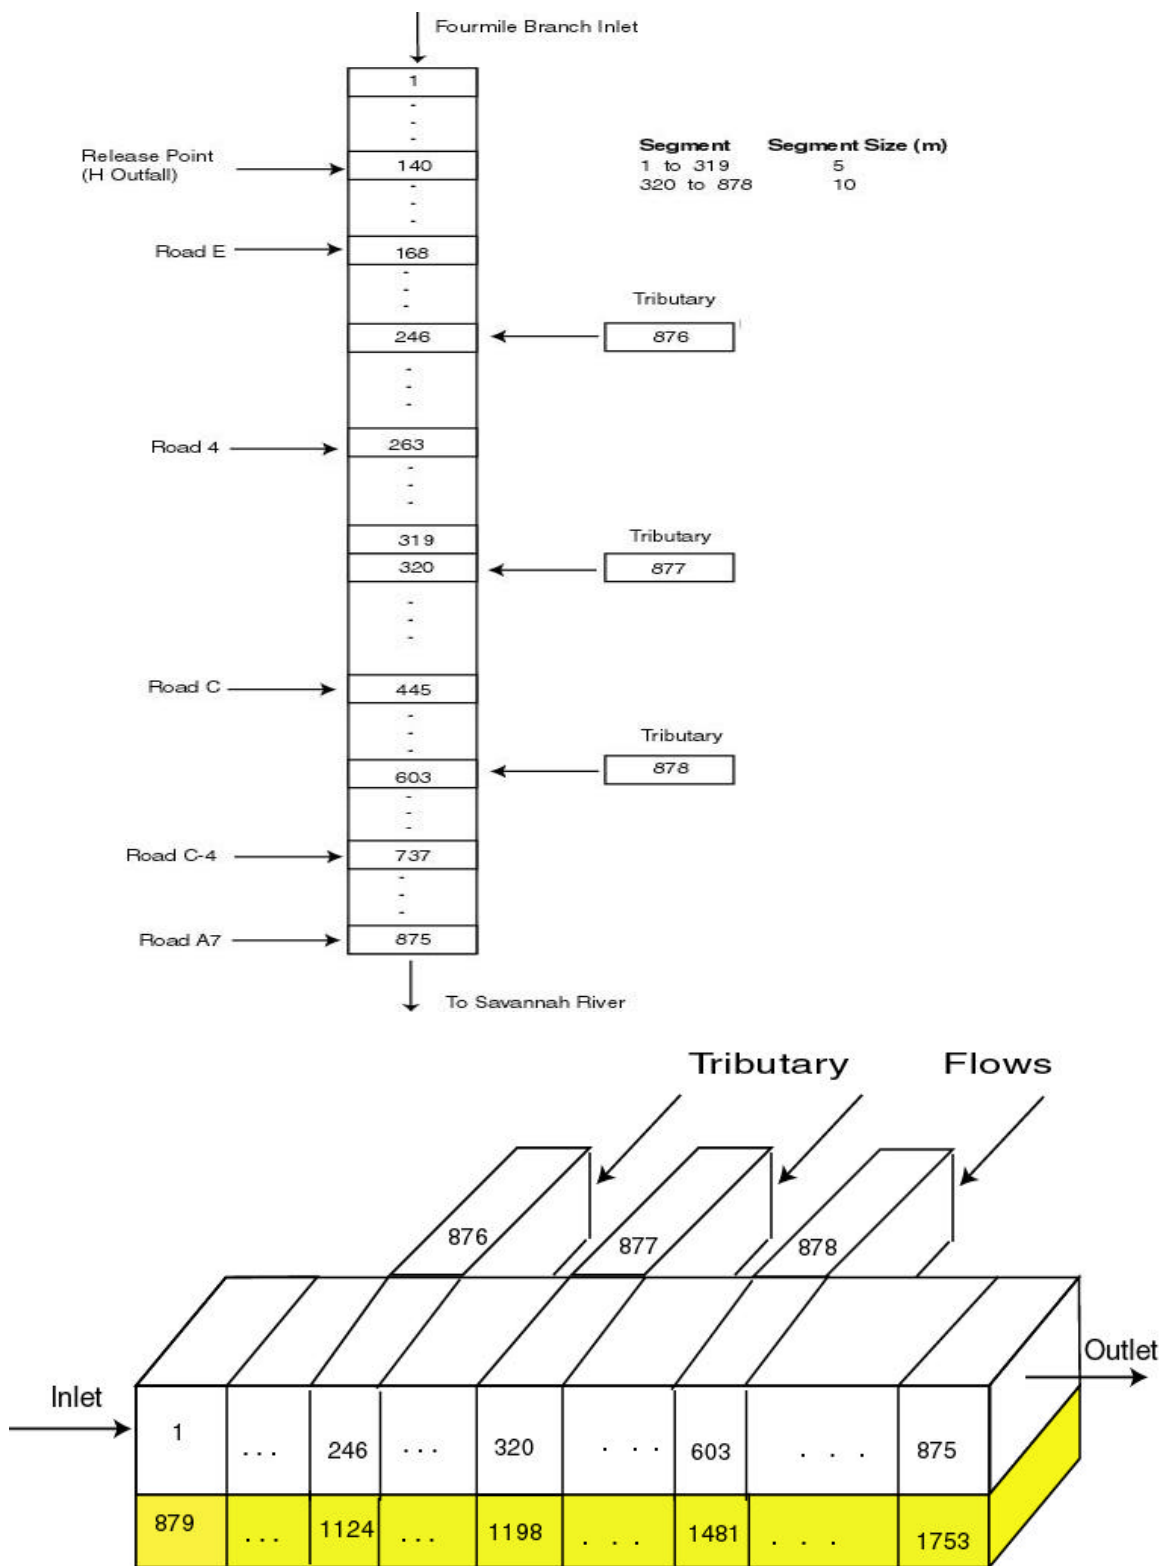 Fourmile Branch Inlet
1
Segment Segment Size (m)
1 to 319 5
320 to 878 10
Release Point
(H Outfall)
140
Road E
168
Tributary
246
876
Road 4
263
319
Tributary
320
877
Road C
445
Tributary
603
878
Road C-4
737
Road A7
875
To Savannah River
Tributary Flows
876
877
878
Outlet
Inlet
1
... 246 ... 320 . . . 603 . . . 875
879 ... 1124 ... 1198 . . . 1481 . . . 1753